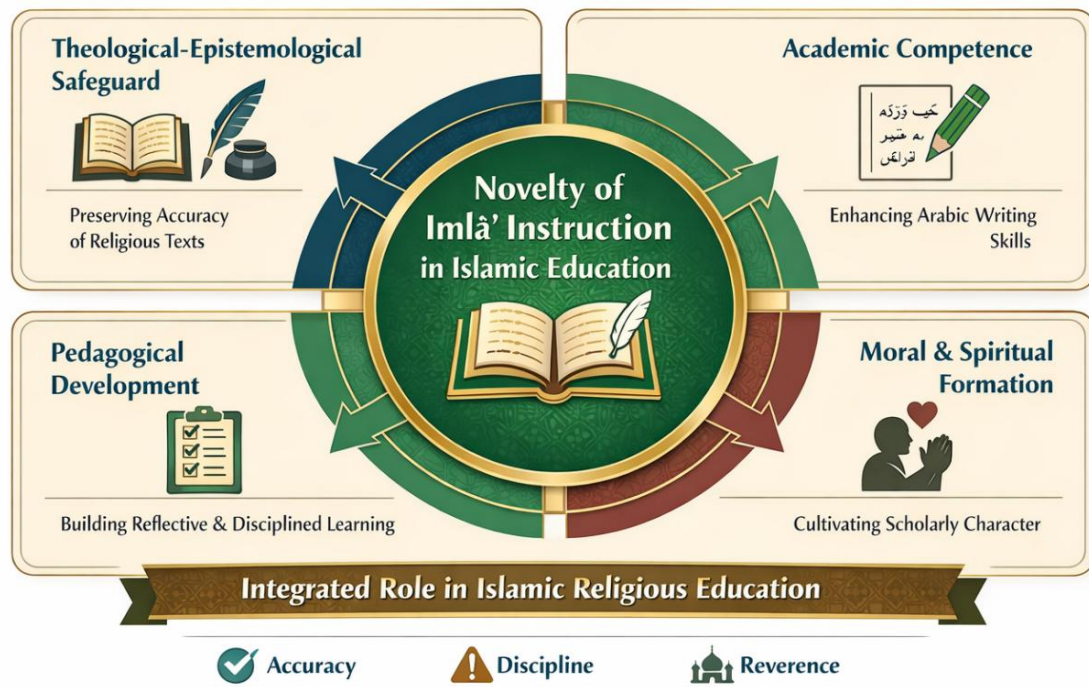 Theological-Epistemological
Safeguard
Preserving Accuracy
of Religious Texts
Academic Competence
Enhancing Arabic Writing
Skills
Novelty of
Imlā’ Instruction
in Islamic Education
Pedagogical
Development
Building Reflective & Disciplined Learning
Moral & Spiritual
Formation
Cultivating Scholarly Character
Integrated Role in Islamic Religious Education
Accuracy
Discipline
Reverence